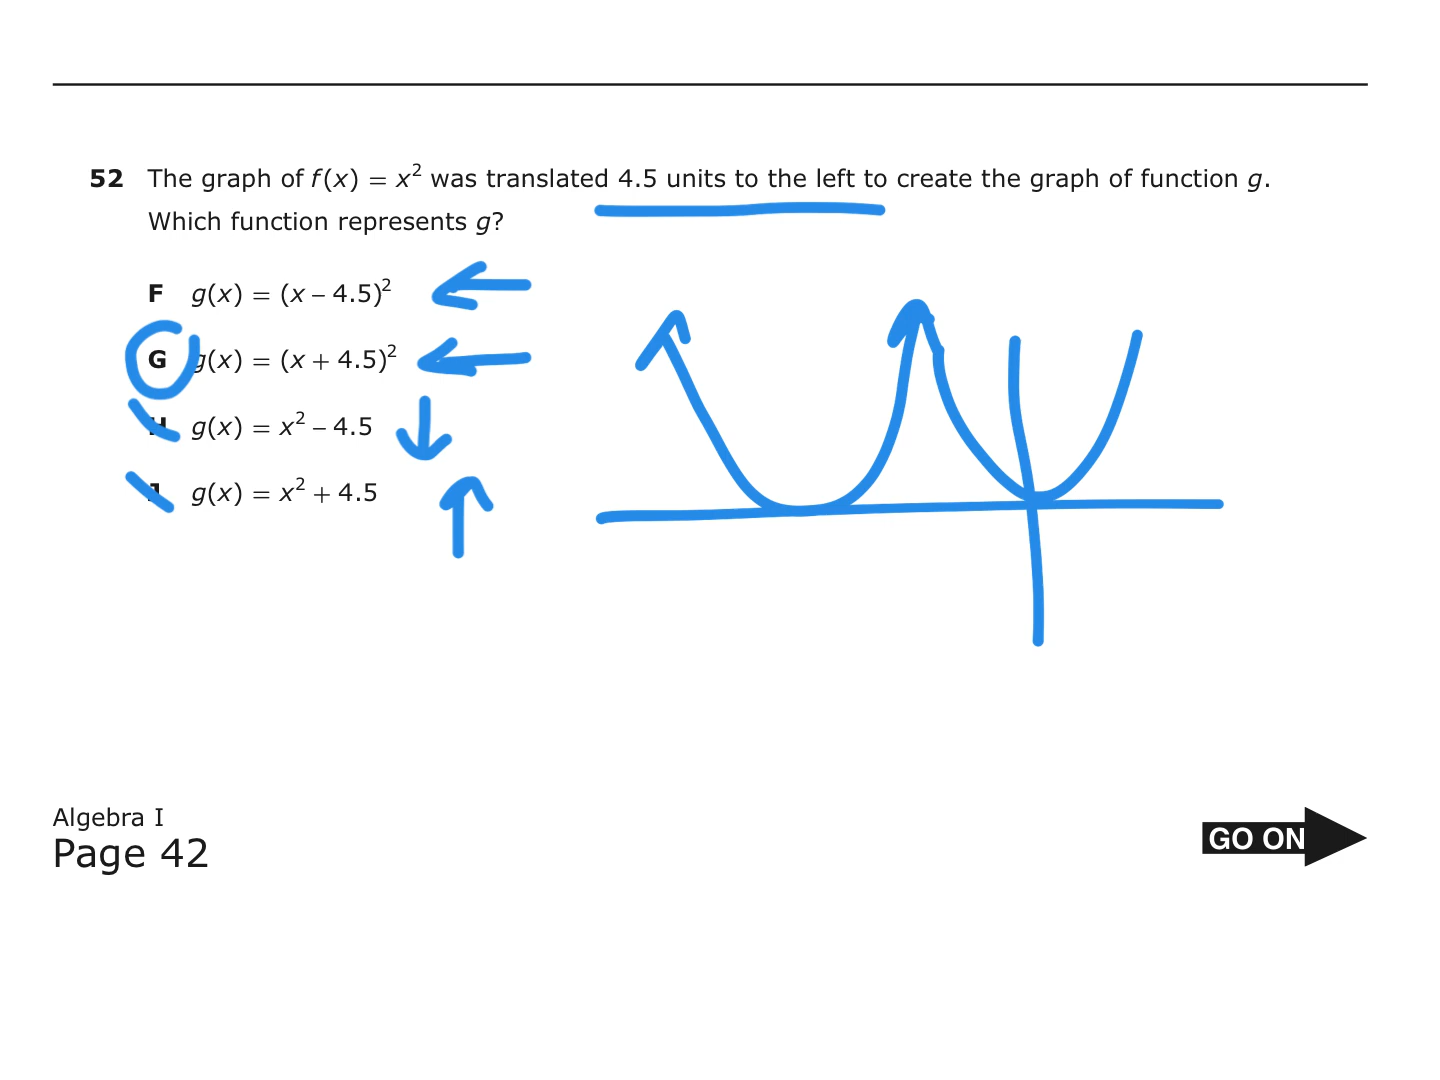 52 The graph of f(x) = x² was translated 4.5 units to the left to create the graph of function g.
Which function represents g?
F g(x) = (x – 4.5)²
G g(x) = (x + 4.5)²
H g(x) = x² – 4.5
J g(x) = x² + 4.5
Algebra I
Page 42
GO ON